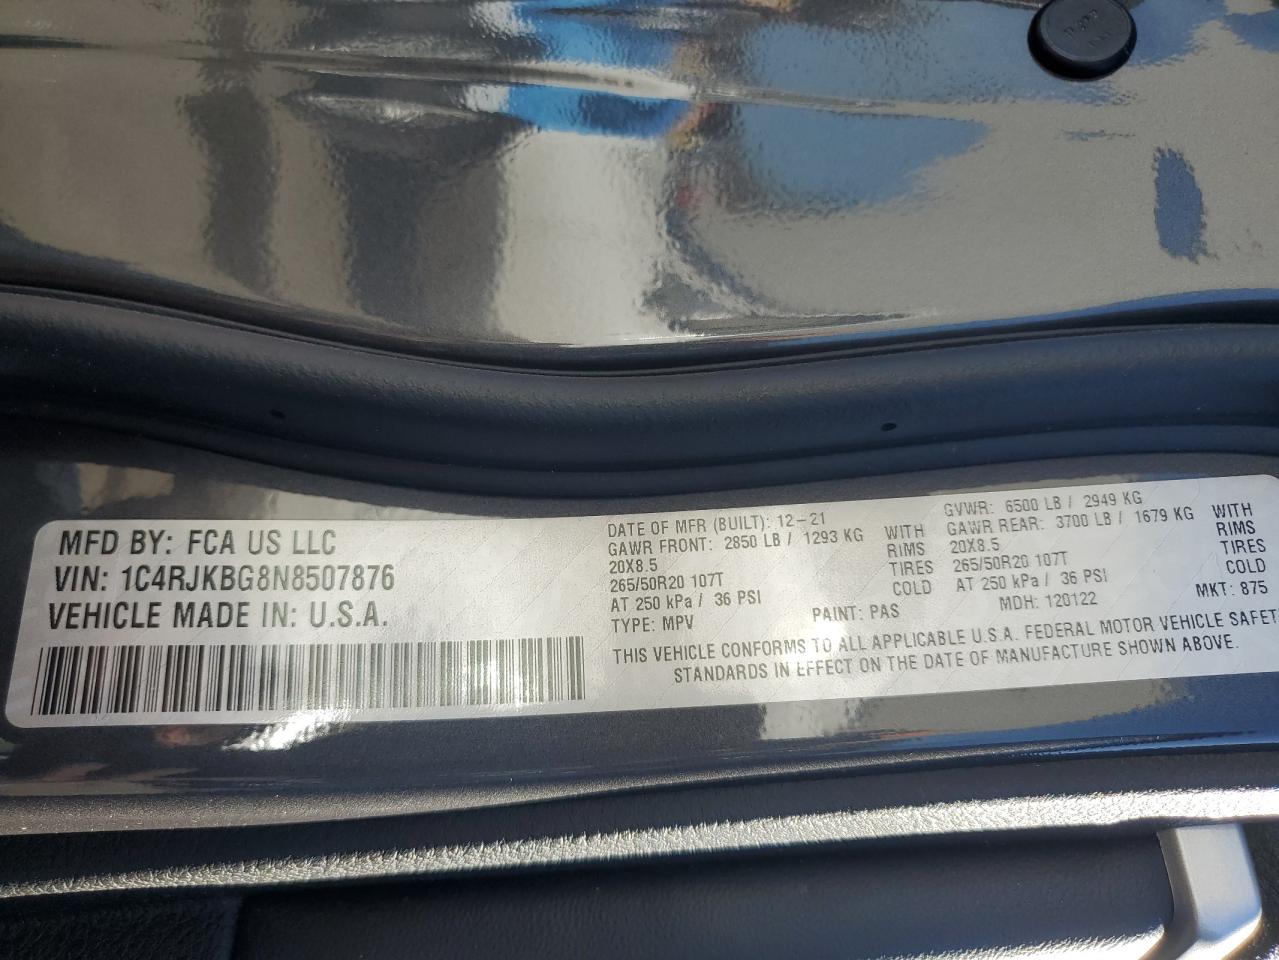 MFD BY: FCA US LLC
VIN: 1C4RJKBG8N8507876
VEHICLE MADE IN: U.S.A.
DATE OF MFR (BUILT): 12-21 GVWR: 6500 LB / 2949 KG
GAWR FRONT: 2850 LB / 1293 KG WITH GAWR REAR: 3700 LB / 1679 KG WITH
20X8.5 RIMS 20X8.5 RIMS
265/50R20 107T TIRES 265/50R20 107T TIRES
AT 250 kPa / 36 PSI COLD AT 250 kPa / 36 PSI COLD
TYPE: MPV PAINT: PAS MDH: 120122 MKT: 875
THIS VEHICLE CONFORMS TO ALL APPLICABLE U.S.A. FEDERAL MOTOR VEHICLE SAFET
STANDARDS IN EFFECT ON THE DATE OF MANUFACTURE SHOWN ABOVE.